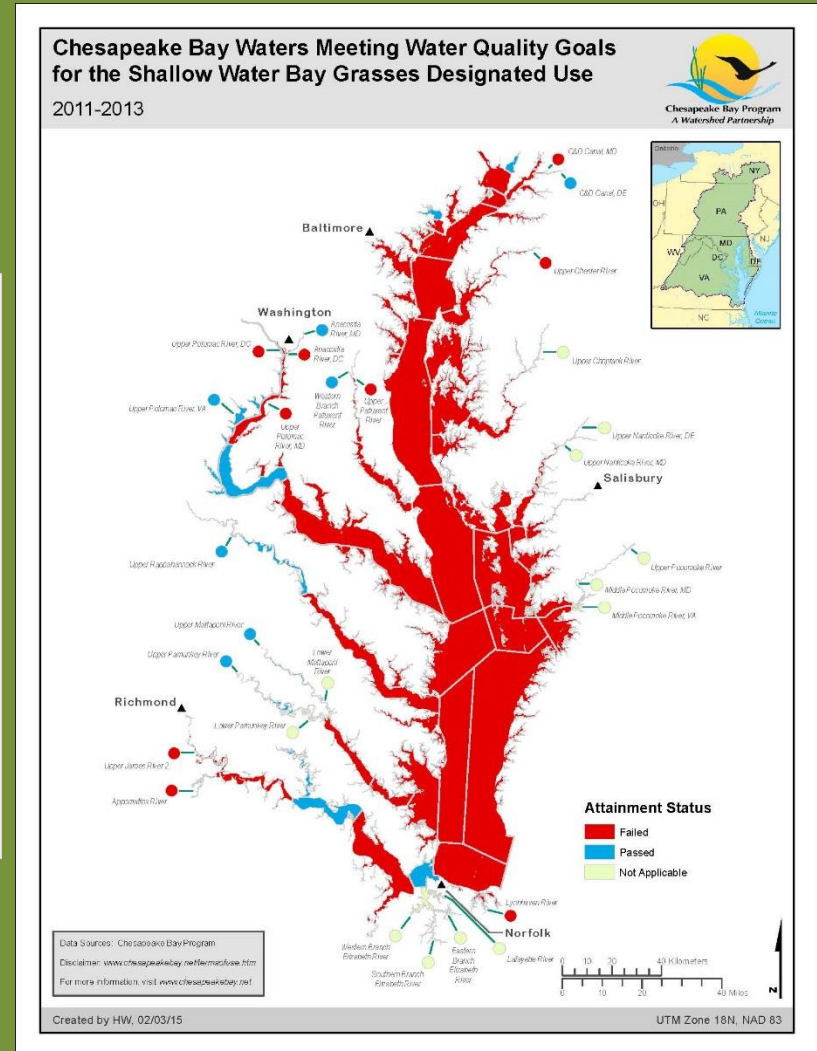 Chesapeake Bay Waters Meeting Water Quality Goals
for the Shallow Water Bay Grasses Designated Use
2011-2013
Chesapeake Bay Program
A Watershed Partnership
Ontario
NY
OH
PA
NJ
MD
WV
DC
DE
VA
NC
Atlantic
Ocean
C&D Canal, MD
C&D Canal, DE
Baltimore
Upper Chester River
Washington
Anacostia
River, MD
Upper Potomac River, DC
Anacostia
River, DC
Western
Branch
Patuxent
River
Upper
Patuxent
River
Upper Choptank River
Upper Potomac River, VA
Upper
Potomac
River, MD
Upper Nanticoke River, DE
Upper Nanticoke River, MD
Salisbury
Upper Rappahannock
River
Upper Pocomoke River
Middle Pocomoke River, MD
Middle Pocomoke River, VA
Upper Mattaponi River
Upper Pamunkey River
Lower
Mattaponi
River
Lower Pamunkey River
Richmond
Upper James River 2
Appomattox River
Attainment Status
Failed
Passed
Not Applicable
Lynnhaven River
Norfolk
Lafayette River
Western Branch
Elizabeth River
Southern Branch
Elizabeth River
Eastern
Branch
Elizabeth
River
Data Sources: Chesapeake Bay Program
Disclaimer: www.chesapeakebay.net/termsofuse.htm
For more information, visit www.chesapeakebay.net
0 10 20 40 Kilometers
0 10 20 40 Miles
N
Created by HW, 02/03/15
UTM Zone 18N, NAD 83